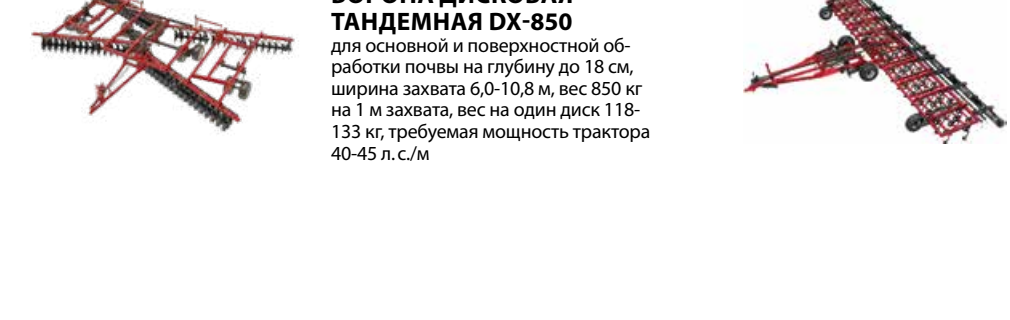 БОРОНА ДИСКОВАЯ
ТАНДЕМНАЯ DX-850
для основной и поверхностной об-
работки почвы на глубину до 18 см,
ширина захвата 6,0-10,8 м, вес 850 кг
на 1 м захвата, вес на один диск 118-
133 кг, требуемая мощность трактора
40-45 л. с./м